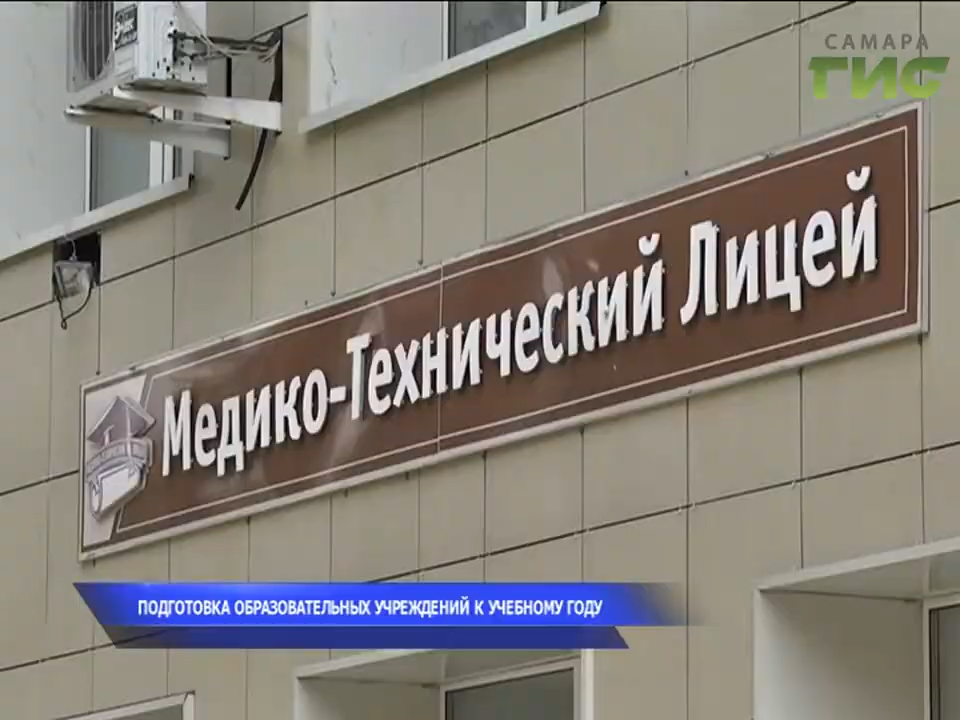 САМАРА
ГИС
Медико-Технический Лицей
ПОДГОТОВКА ОБРАЗОВАТЕЛЬНЫХ УЧРЕЖДЕНИЙ К УЧЕБНОМУ ГОДУ